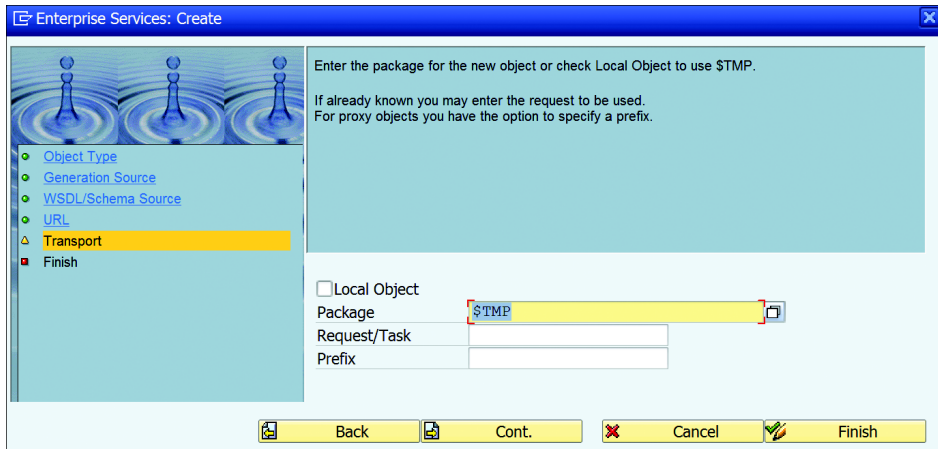 Enterprise Services: Create
Enter the package for the new object or check Local Object to use $TMP.
If already known you may enter the request to be used.
For proxy objects you have the option to specify a prefix.
Object Type
Generation Source
WSDL/Schema Source
URL
Transport
Finish
Local Object
Package $TMP
Request/Task
Prefix
Back Cont. Cancel Finish